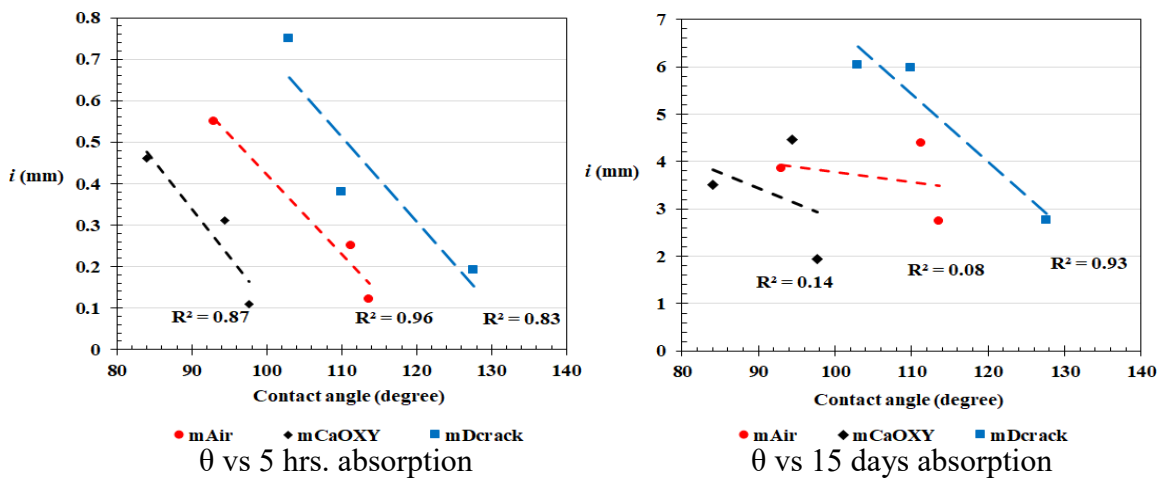 0.8
0.7
0.6
0.5
0.4
0.3
0.2
0.1
0
i (mm)
R² = 0.87
R² = 0.96
R² = 0.83
80 90 100 110 120 130 140
Contact angle (degree)
mAir mCaOXY mDcrack
θ vs 5 hrs. absorption
7
6
5
4
3
2
1
0
i (mm)
R² = 0.14
R² = 0.08
R² = 0.93
80 90 100 110 120 130 140
Contact angle (degree)
mAir mCaOXY mDcrack
θ vs 15 days absorption